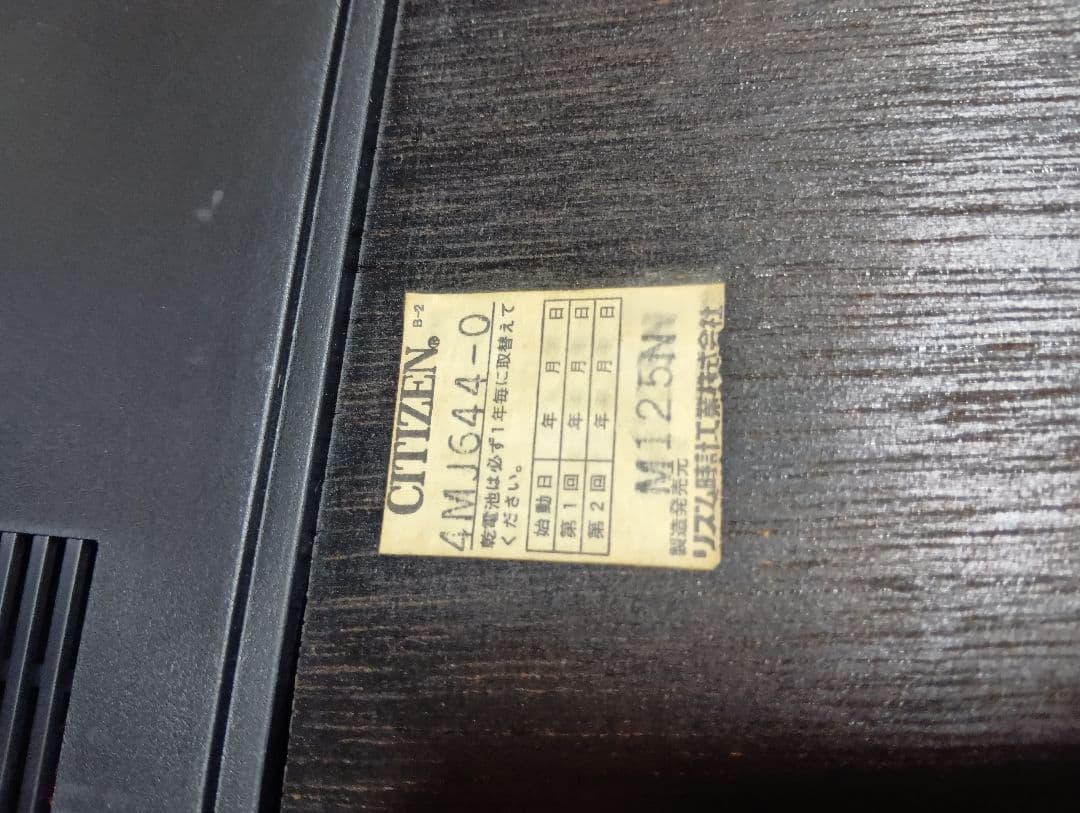 CITIZEN® B-2
4MJ644-0
乾電池は必ず1年毎に取替えて
ください。
始動日 年 月 日
第1回 年 月 日
第2回 年 月 日
M125NN
製造発売元
リズム時計工業株式会社